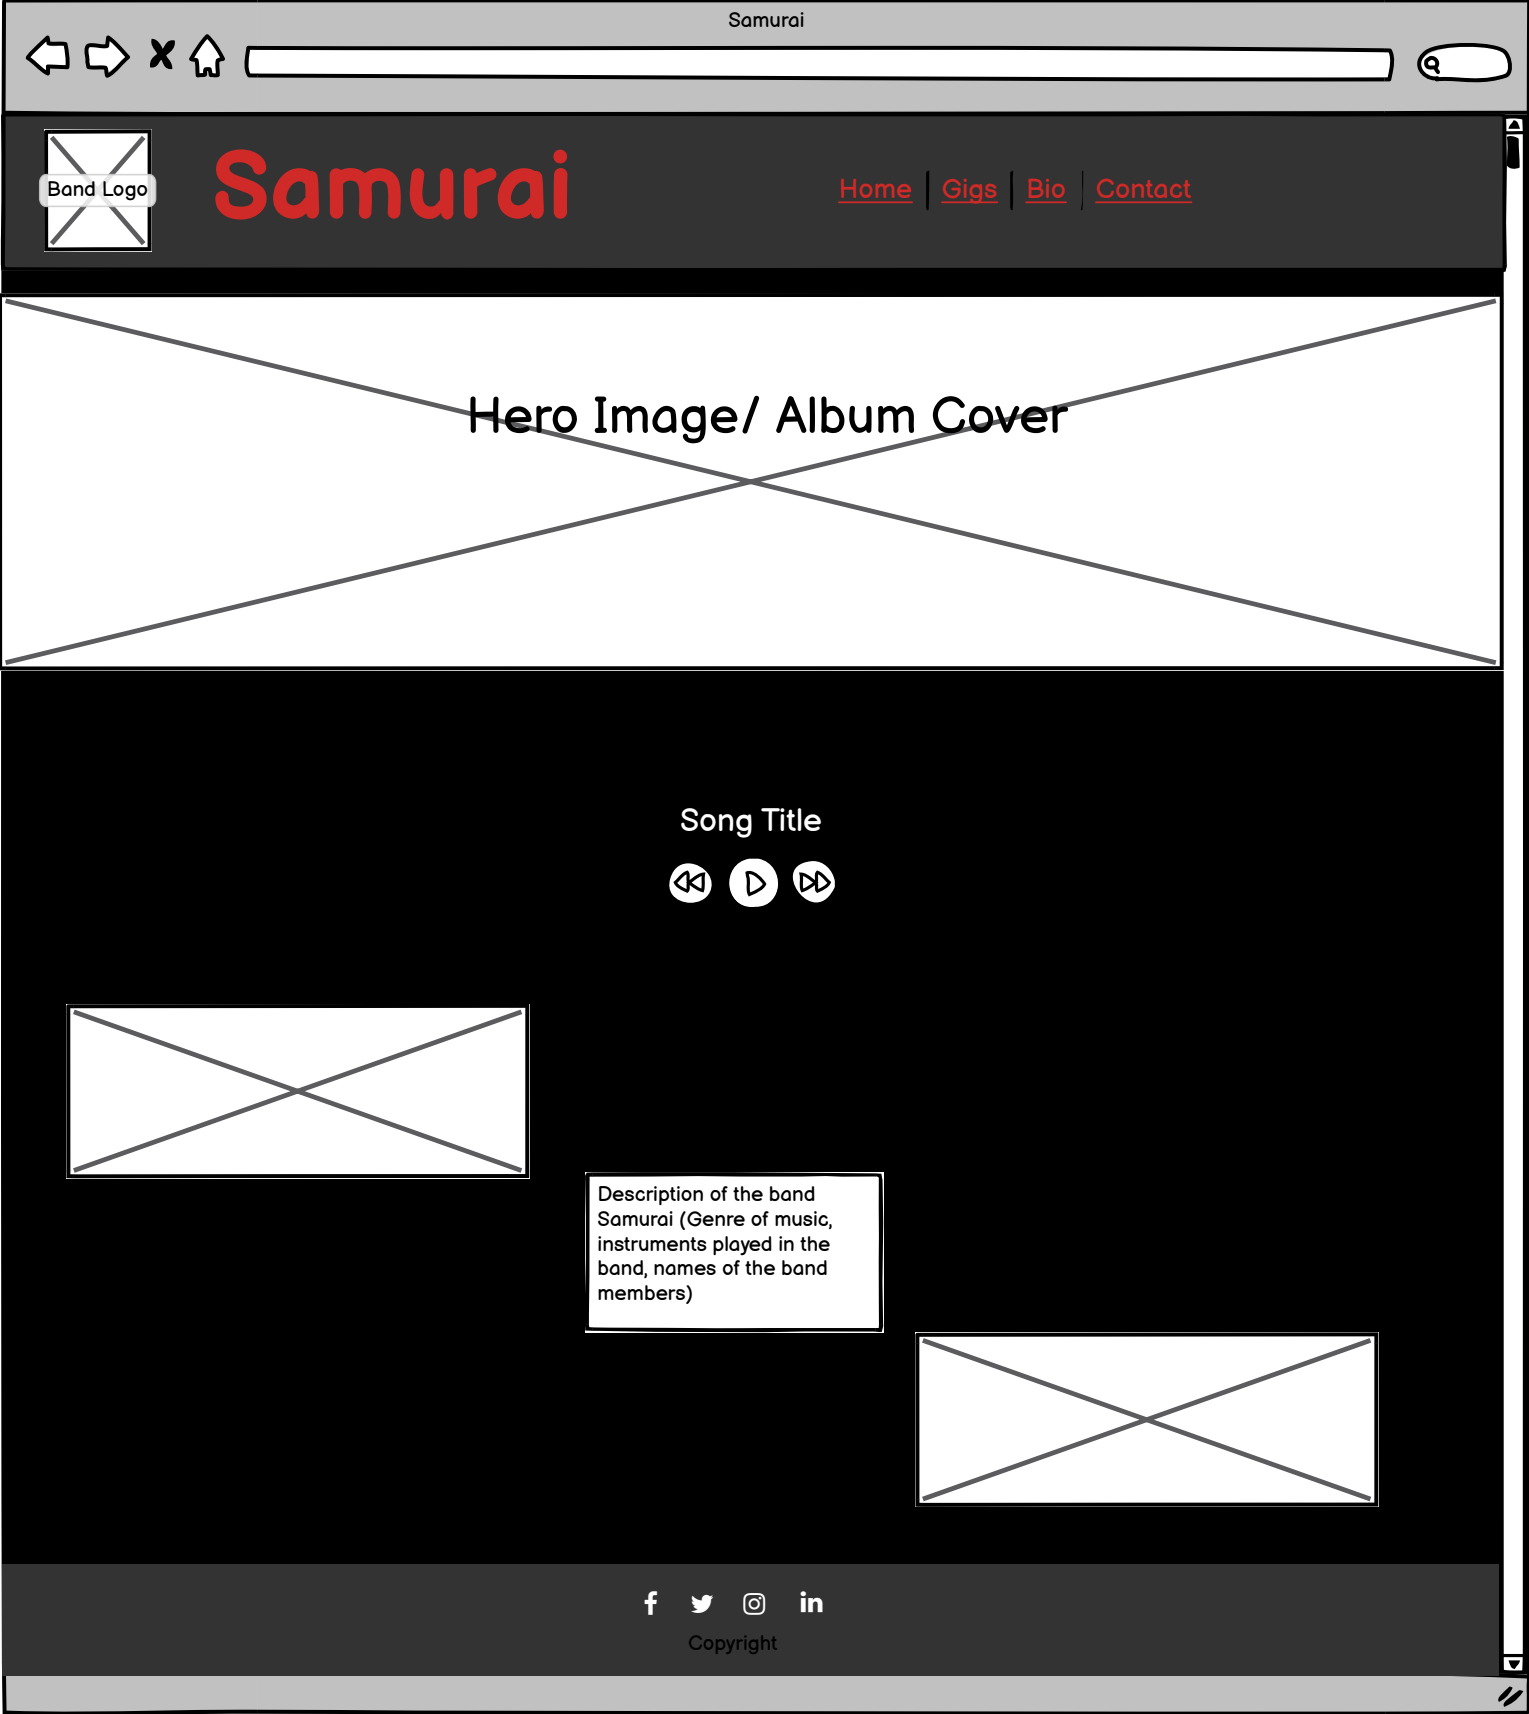 Samurai
Band Logo
Samurai
Home Gigs Bio Contact
Hero Image/ Album Cover
Song Title
Description of the band
Samurai (Genre of music,
instruments played in the
band, names of the band
members)
Copyright